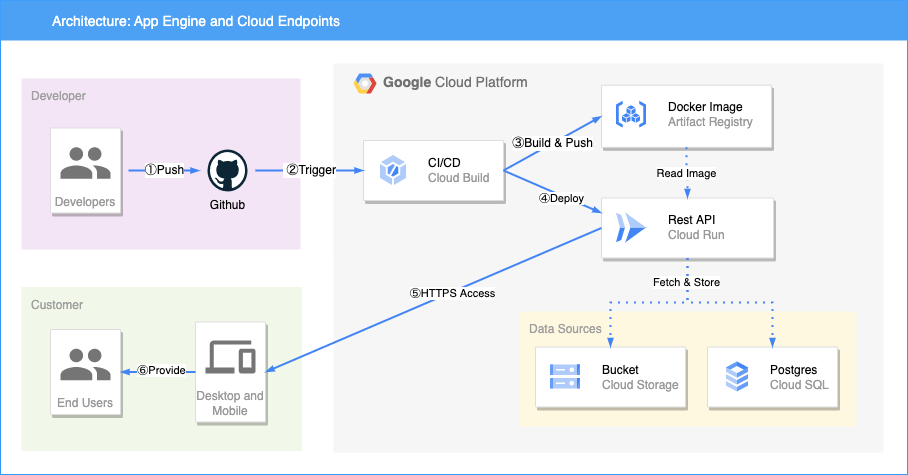 Architecture: App Engine and Cloud Endpoints
Developer
Developers
①Push
Github
②Trigger
Google Cloud Platform
CI/CD
Cloud Build
③Build & Push
④Deploy
Docker Image
Artifact Registry
Read Image
Rest API
Cloud Run
Fetch & Store
⑤HTTPS Access
Data Sources
Bucket
Cloud Storage
Postgres
Cloud SQL
Customer
End Users
⑥Provide
Desktop and
Mobile